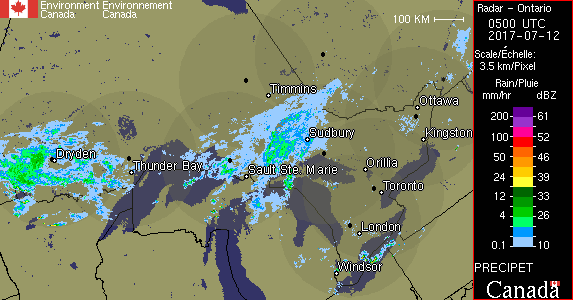 Environment Environnement
Canada Canada
100 KM
Timmins
Ottawa
Sudbury
Kingston
Dryden
Thunder Bay
Sault Ste. Marie
Orillia
Toronto
London
Windsor
Radar - Ontario
0500 UTC
2017-07-12
Scale/Échelle:
3.5 km/Pixel
Rain/Pluie
mm/hr dBZ
200 61
100 57
100 52
50 46
24 39
12 33
4 26
0.1 10
PRECIPET
Canada